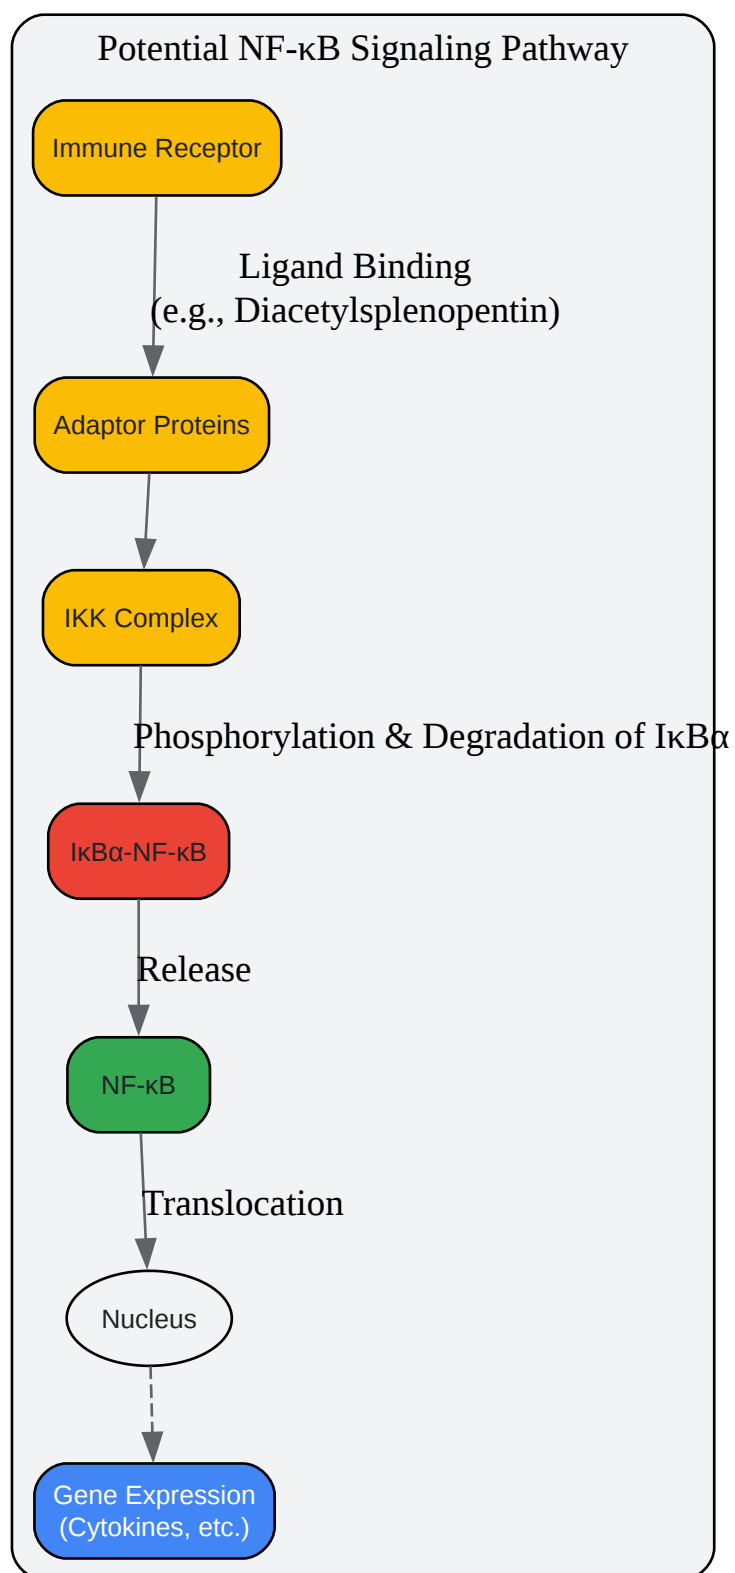 Potential NF-κB Signaling Pathway
Immune Receptor
Ligand Binding
(e.g., Diacetylsplenopentin)
Adaptor Proteins
IKK Complex
Phosphorylation & Degradation of IκBα
IκBα-NF-κB
Release
NF-κB
Translocation
Nucleus
Gene Expression
(Cytokines, etc.)